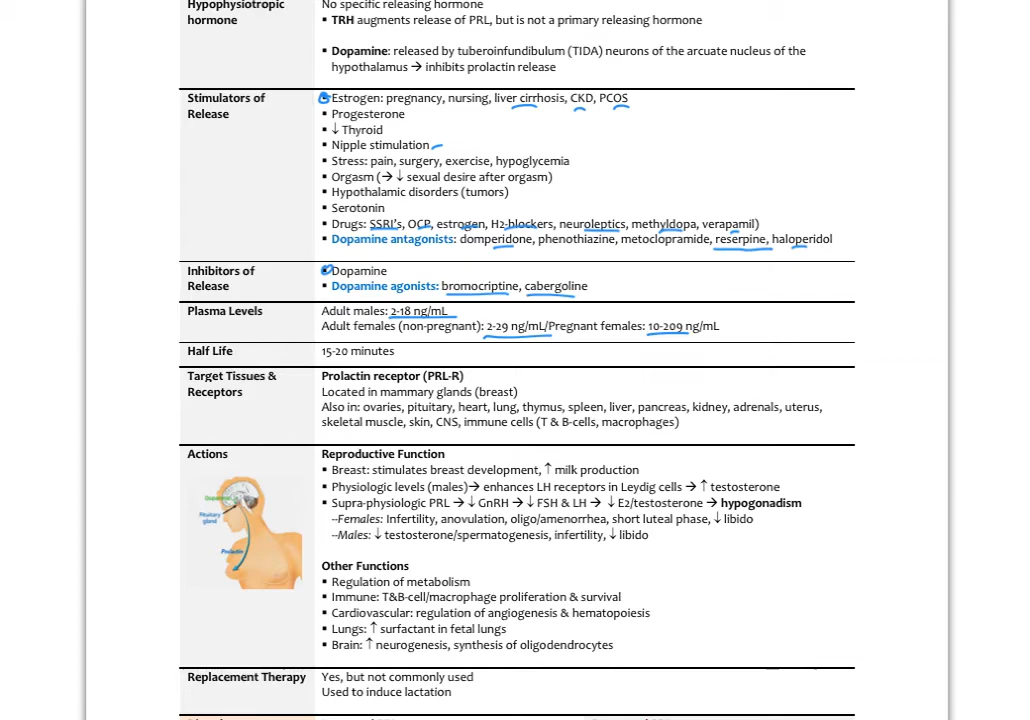 Hypophysiotropic
hormone
No specific releasing hormone
▪ TRH augments release of PRL, but is not a primary releasing hormone
▪ Dopamine: released by tuberoinfundibulum (TIDA) neurons of the arcuate nucleus of the
hypothalamus → inhibits prolactin release
Stimulators of
Release
Estrogen: pregnancy, nursing, liver cirrhosis, CKD, PCOS
▪ Progesterone
▪ ↓ Thyroid
▪ Nipple stimulation
▪ Stress: pain, surgery, exercise, hypoglycemia
▪ Orgasm (→ ↓ sexual desire after orgasm)
▪ Hypothalamic disorders (tumors)
▪ Serotonin
▪ Drugs: SSRI's, OCP, estrogen, H2-blockers, neuroleptics, methyldopa, verapamil)
▪ Dopamine antagonists: domperidone, phenothiazine, metoclopramide, reserpine, haloperidol
Inhibitors of
Release
▪ Dopamine
▪ Dopamine agonists: bromocriptine, cabergoline
Plasma Levels
Adult males: 2-18 ng/mL
Adult females (non-pregnant): 2-29 ng/mL/Pregnant females: 10-209 ng/mL
Half Life
15-20 minutes
Target Tissues &
Receptors
Prolactin receptor (PRL-R)
Located in mammary glands (breast)
Also in: ovaries, pituitary, heart, lung, thymus, spleen, liver, pancreas, kidney, adrenals, uterus,
skeletal muscle, skin, CNS, immune cells (T & B-cells, macrophages)
Actions
Dopamine
Pituitary
gland
Prolactin
Reproductive Function
▪ Breast: stimulates breast development, ↑ milk production
▪ Physiologic levels (males)→ enhances LH receptors in Leydig cells → ↑ testosterone
▪ Supra-physiologic PRL → ↓ GnRH → ↓ FSH & LH → ↓ E2/testosterone → hypogonadism
--Females: Infertility, anovulation, oligo/amenorrhea, short luteal phase, ↓ libido
--Males: ↓ testosterone/spermatogenesis, infertility, ↓ libido
Other Functions
▪ Regulation of metabolism
▪ Immune: T&B-cell/macrophage proliferation & survival
▪ Cardiovascular: regulation of angiogenesis & hematopoiesis
▪ Lungs: ↑ surfactant in fetal lungs
▪ Brain: ↑ neurogenesis, synthesis of oligodendrocytes
Replacement Therapy
Yes, but not commonly used
Used to induce lactation